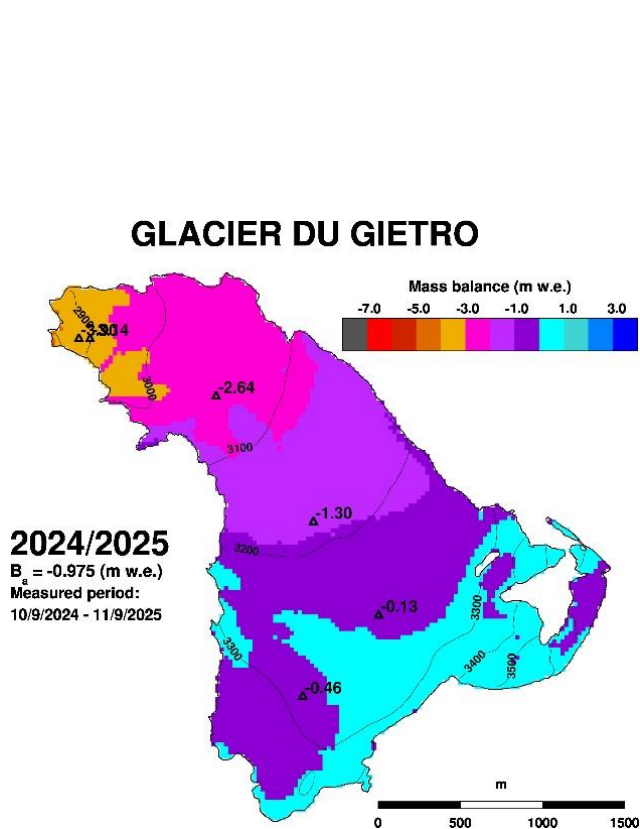 GLACIER DU GIETRO
Mass balance (m w.e.)
-7.0 -5.0 -3.0 -1.0 1.0 3.0
2900
3000
-2.64
3100
-1.30
2024/2025
3200
B a = -0.975 (m w.e.)
Measured period:
10/9/2024 - 11/9/2025
-0.13
3300
3300
3400
3500
-0.46
m
0 500 1000 1500